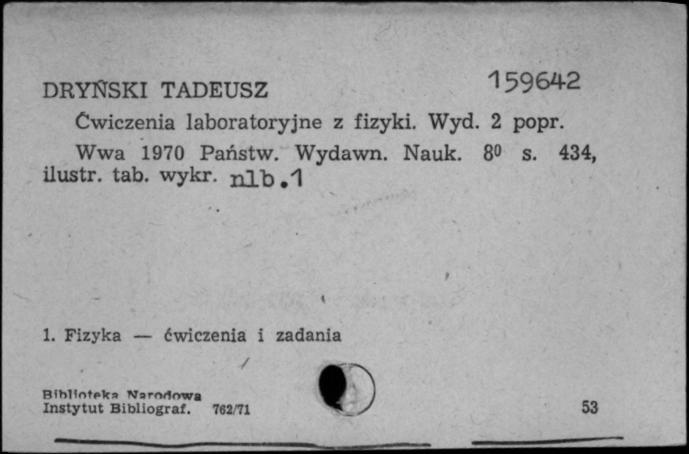 DRYŃSKI TADEUSZ 159642
Ćwiczenia laboratoryjne z fizyki. Wyd. 2 popr.
Wwa 1970 Państw. Wydawn. Nauk. 8⁰ s. 434,
ilustr. tab. wykr. nlb.1
1. Fizyka — ćwiczenia i zadania
Biblioteka Narodowa
Instytut Bibliograf. 762/71 53